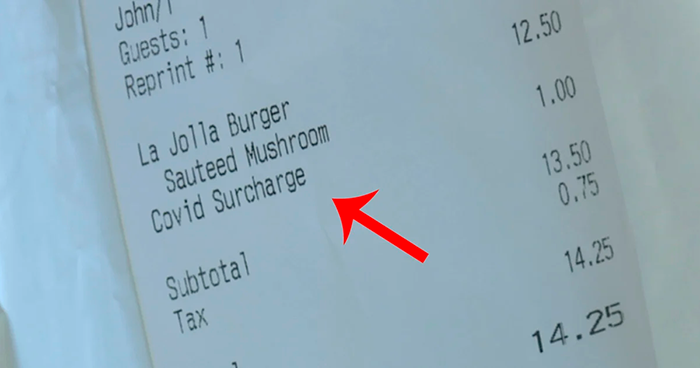 John/1
Guests: 1
Reprint #: 1
La Jolla Burger 12.50
Sauteed Mushroom
Covid Surcharge 1.00
Subtotal 13.50
Tax 0.75
14.25
14.25